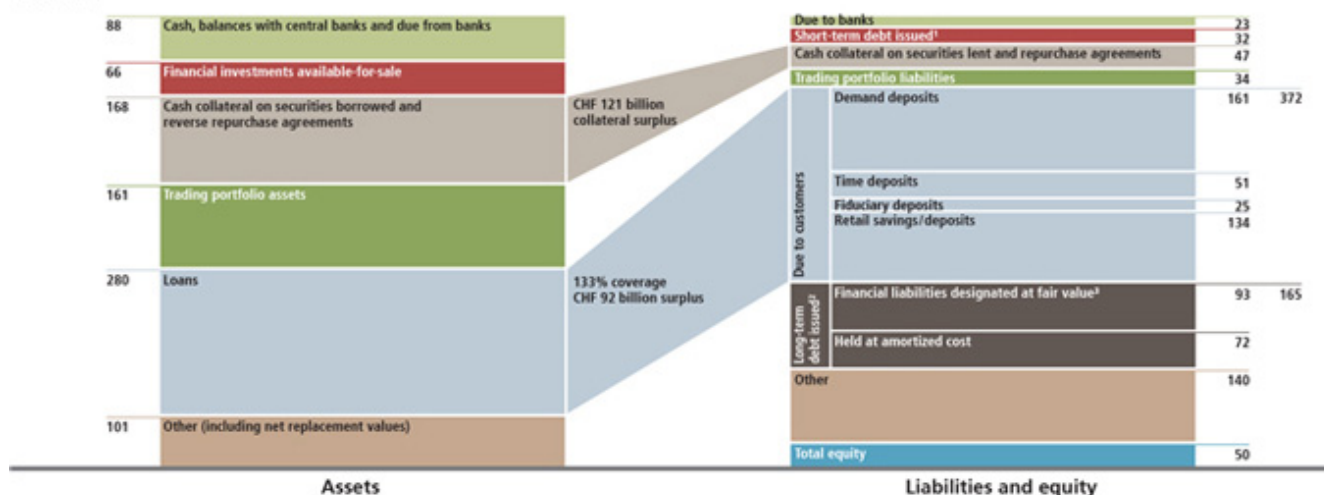 88 Cash, balances with central banks and due from banks
66 Financial investments available-for-sale
168 Cash collateral on securities borrowed and
reverse repurchase agreements
161 Trading portfolio assets
280 Loans
101 Other (including net replacement values)
Assets
CHF 121 billion
collateral surplus
133% coverage
CHF 92 billion surplus
Due to banks 23
Short-term debt issued¹ 32
Cash collateral on securities lent and repurchase agreements 47
Trading portfolio liabilities 34
Due to customers
Demand deposits 161 372
Time deposits 51
Fiduciary deposits 25
Retail savings/deposits 134
Long-term
debt issued²
Financial liabilities designated at fair value³ 93 165
Held at amortized cost 72
Other 140
Total equity 50
Liabilities and equity